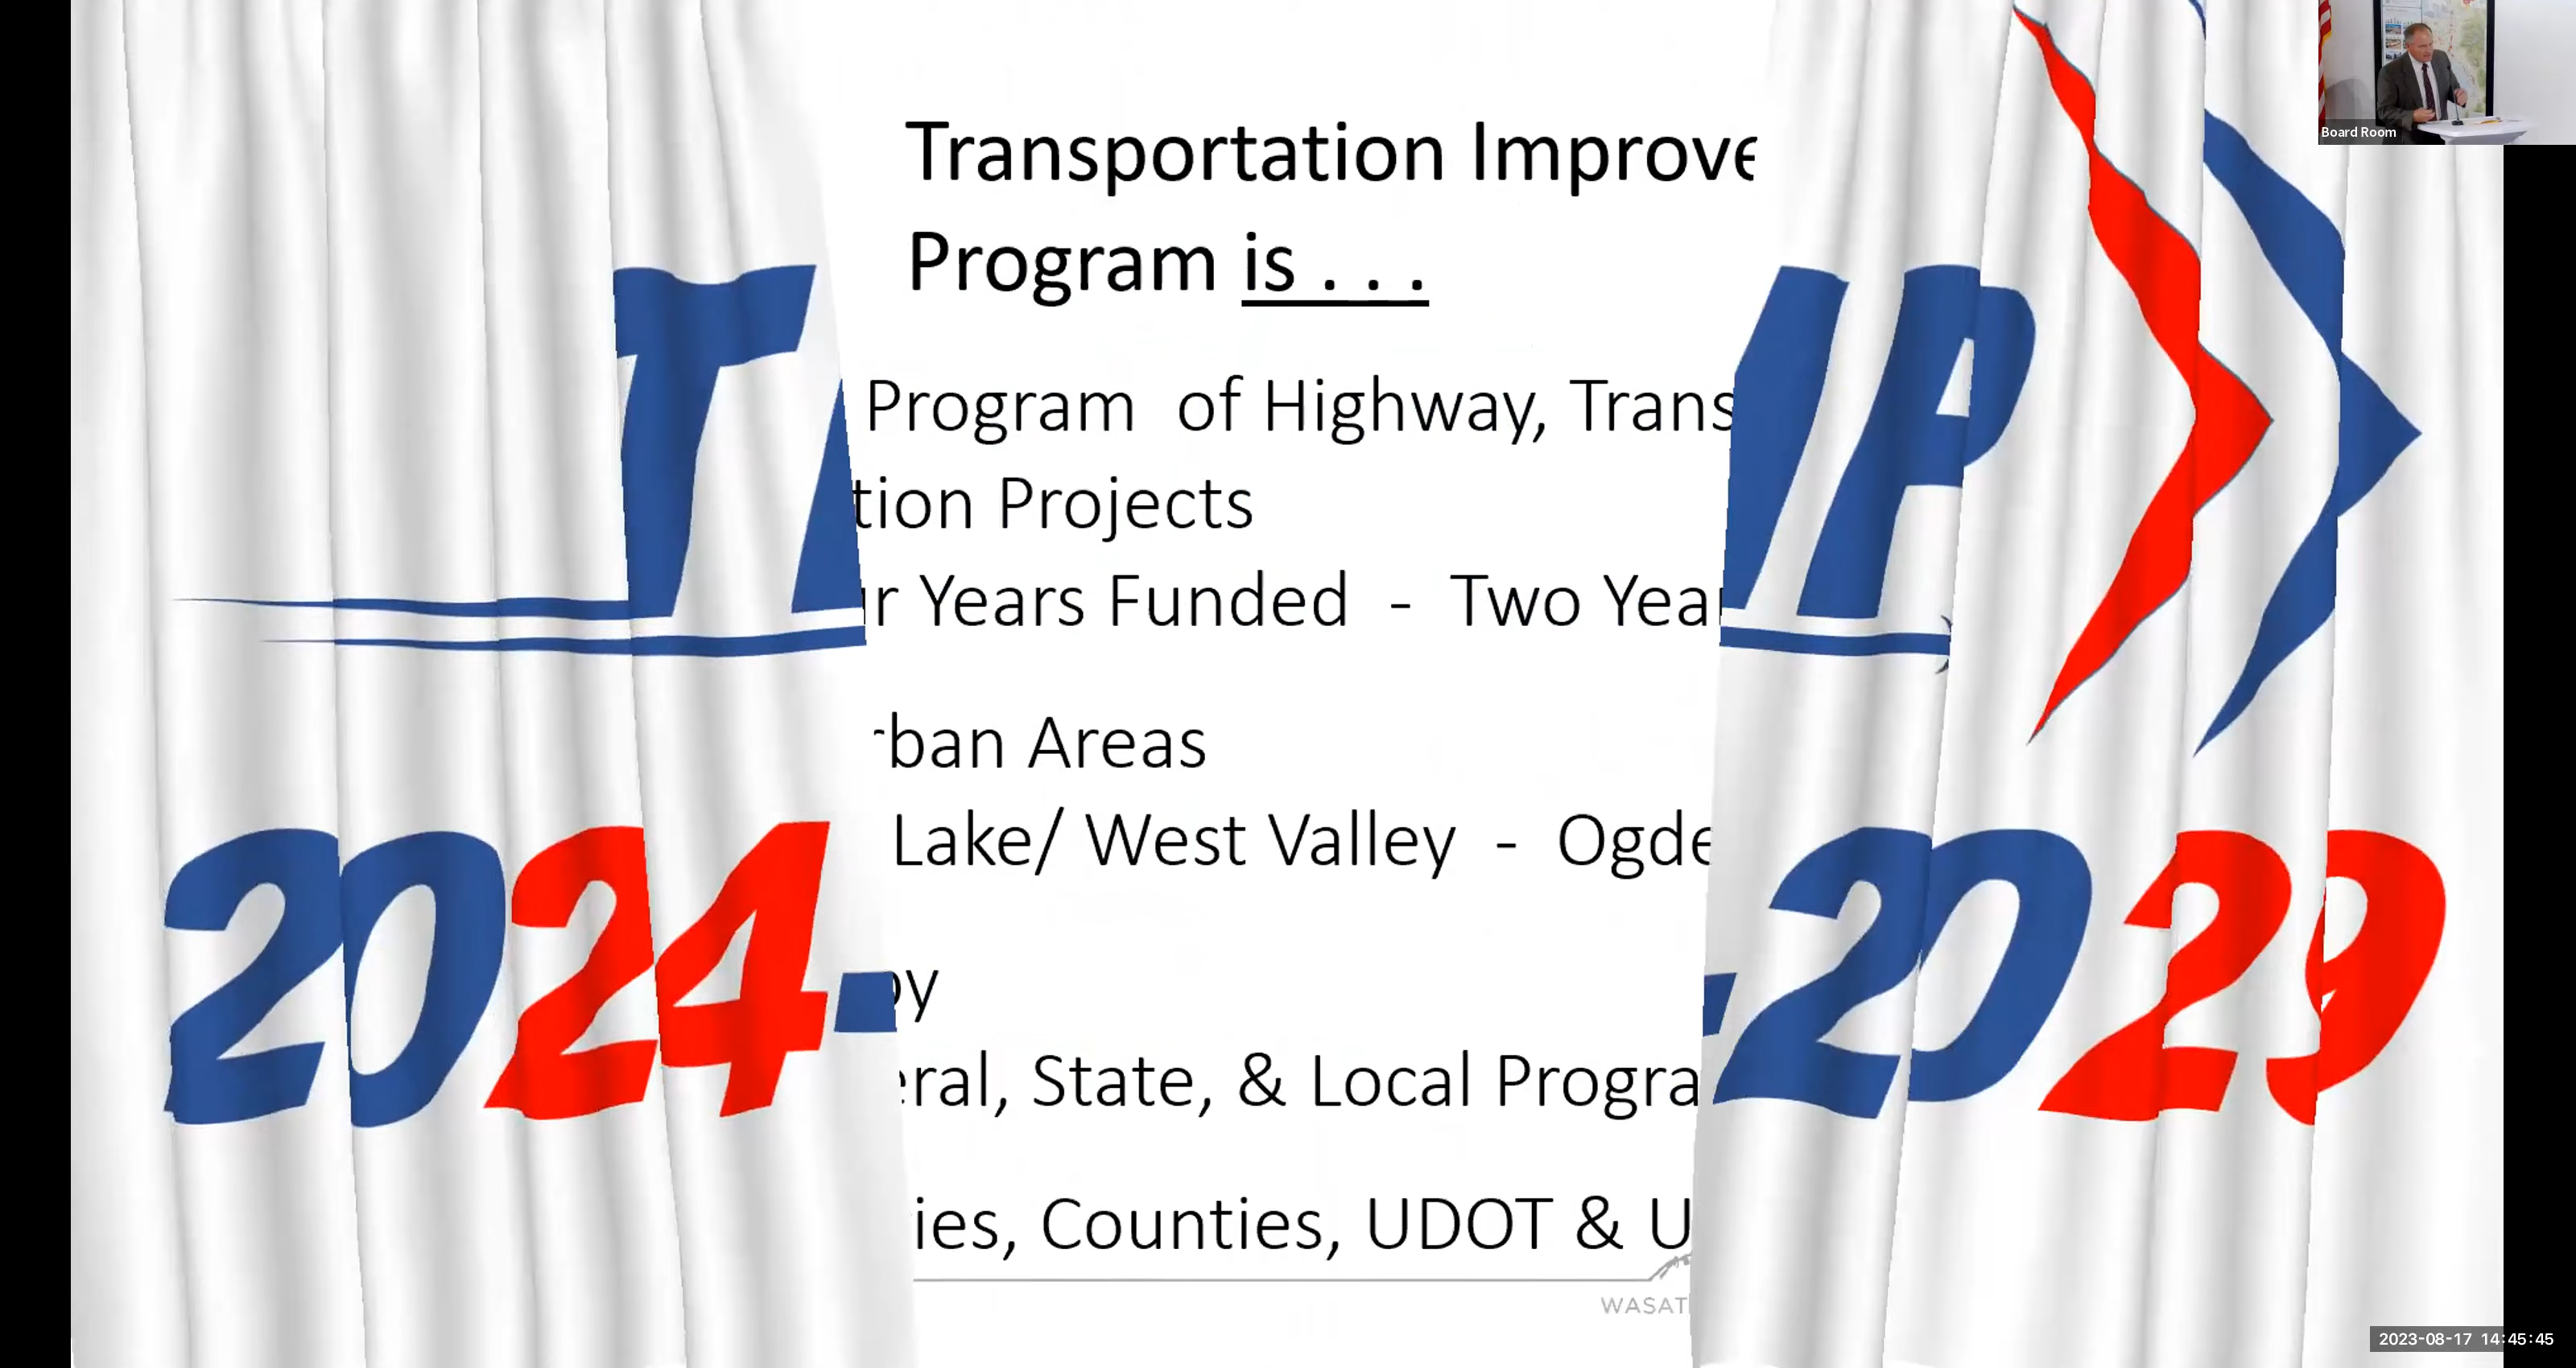 Board Room
Transportation Improve
Program is . . .
Program of Highway, Trans
tion Projects
r Years Funded - Two Year
rban Areas
Lake/ West Valley - Ogde
by
eral, State, & Local Progra
ies, Counties, UDOT & U
WASAT
TIP
2024-
-2029
2023-08-17 14:45:45